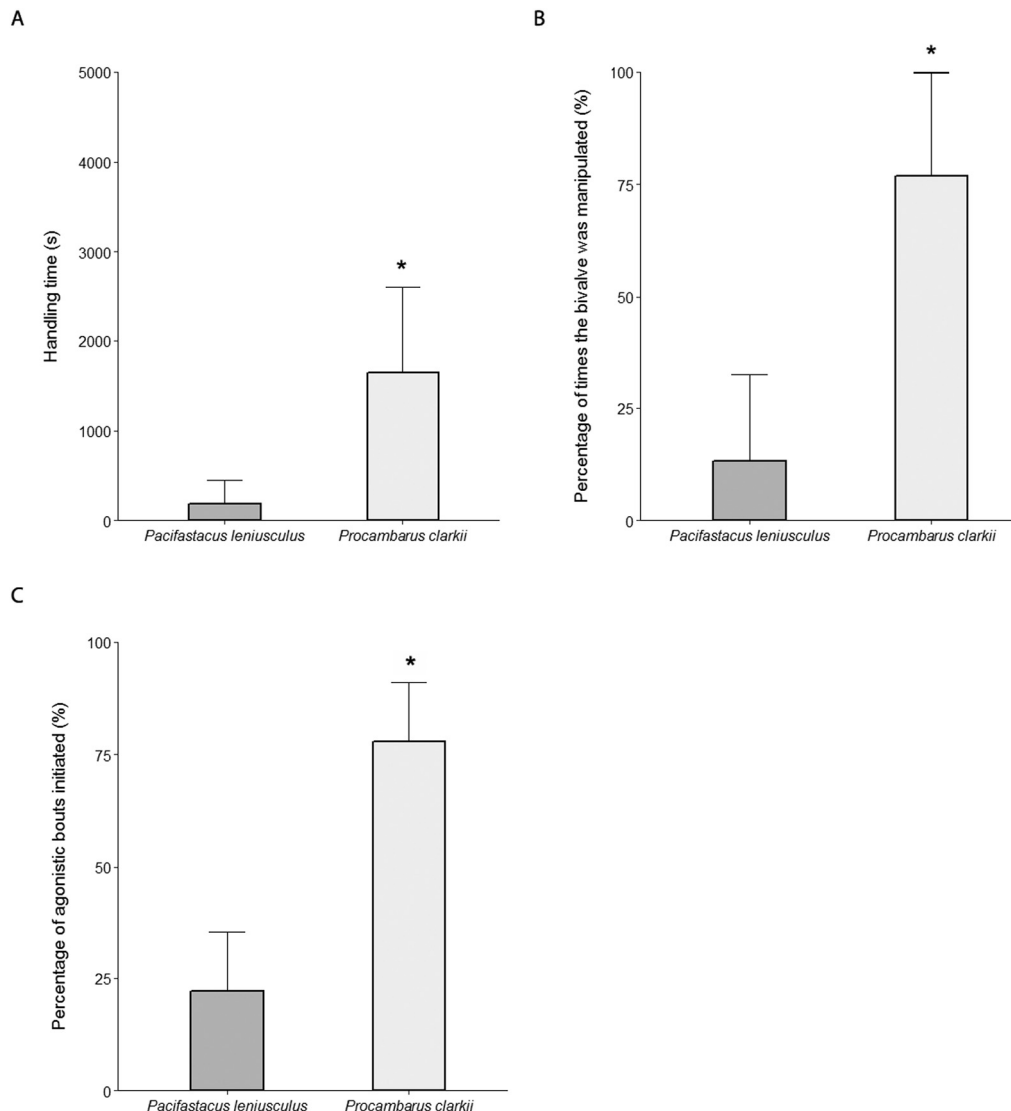 A
Handling time (s)
5000
4000
3000
2000
1000
0
*
Pacifastacus leniusculus Procambarus clarkii
B
Percentage of times the bivalve was manipulated (%)
100
75
50
25
0
*
Pacifastacus leniusculus Procambarus clarkii
C
Percentage of agonistic bouts initiated (%)
100
75
50
25
0
*
Pacifastacus leniusculus Procambarus clarkii